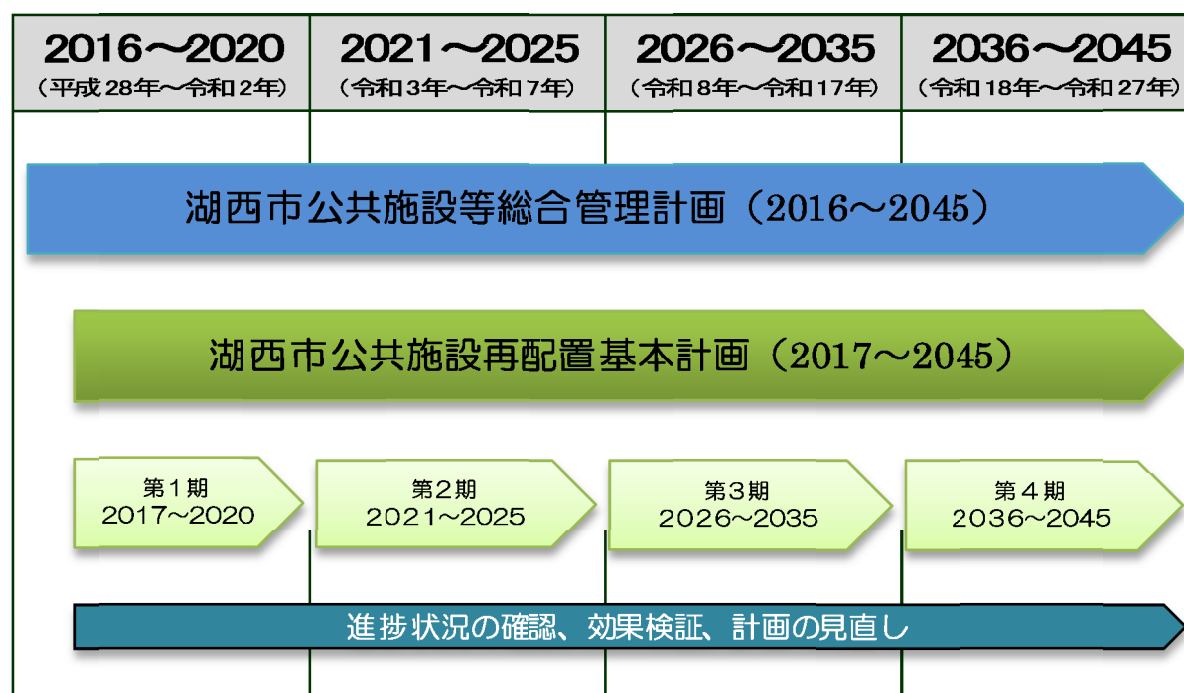 2016～2020
(平成28年～令和2年)
2021～2025
(令和3年～令和7年)
2026～2035
(令和8年～令和17年)
2036～2045
(令和18年～令和27年)
湖西市公共施設等総合管理計画（2016～2045）
湖西市公共施設再配置基本計画（2017～2045）
第1期
2017～2020
第2期
2021～2025
第3期
2026～2035
第4期
2036～2045
進捗状況の確認、効果検証、計画の見直し